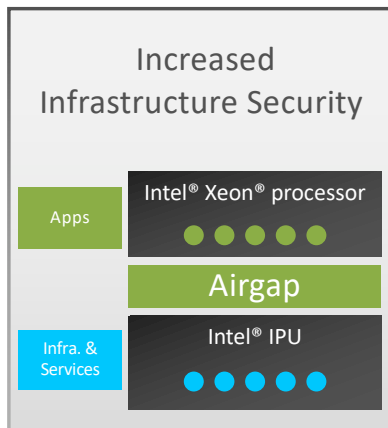 Increased
Infrastructure Security
Apps
Intel® Xeon® processor
Airgap
Infra. &
Services
Intel® IPU